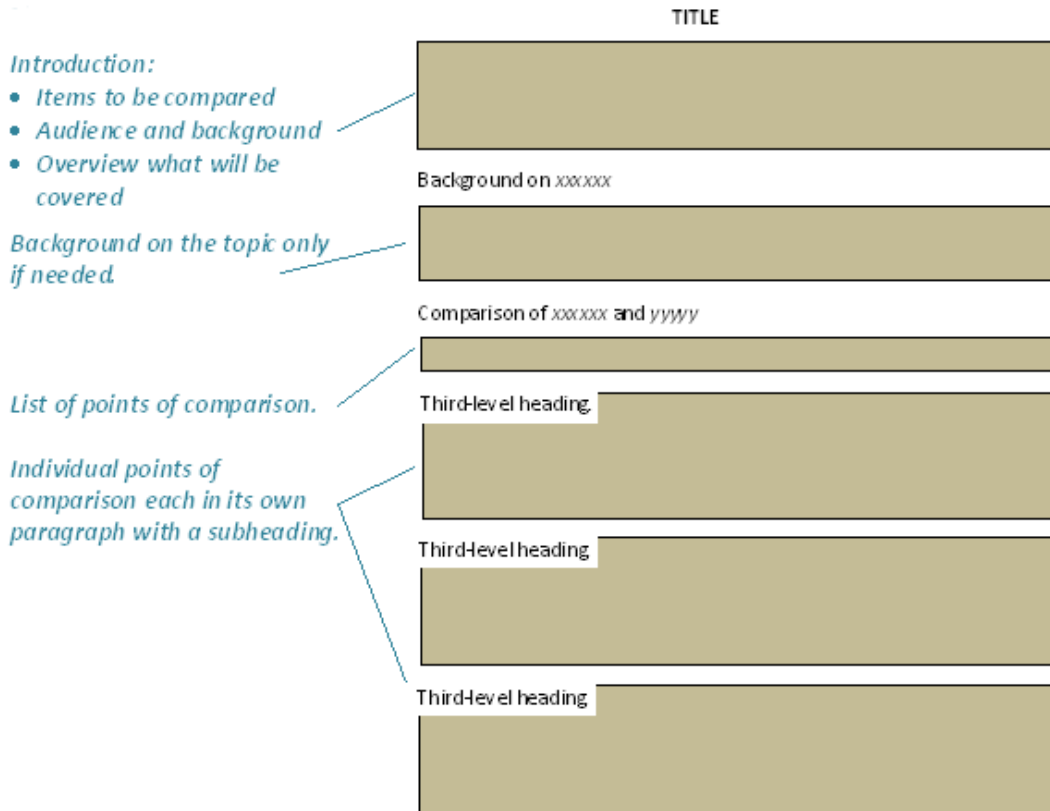 TITLE
Introduction:
• Items to be compared
• Audience and background
• Overview what will be
covered
Background on xxxxxx
Background on the topic only
if needed.
Comparison of xxxxxx and yyyyy
List of points of comparison.
Third-level heading.
Individual points of
comparison each in its own
paragraph with a subheading.
Third-level heading
Third-level heading